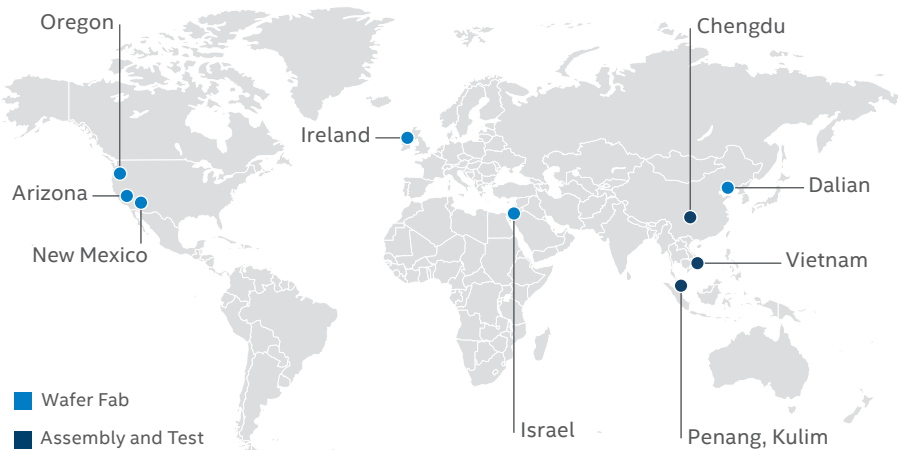 Oregon
Chengdu
Ireland
Arizona
Dalian
New Mexico
Vietnam
Wafer Fab
Israel
Assembly and Test
Penang, Kulim